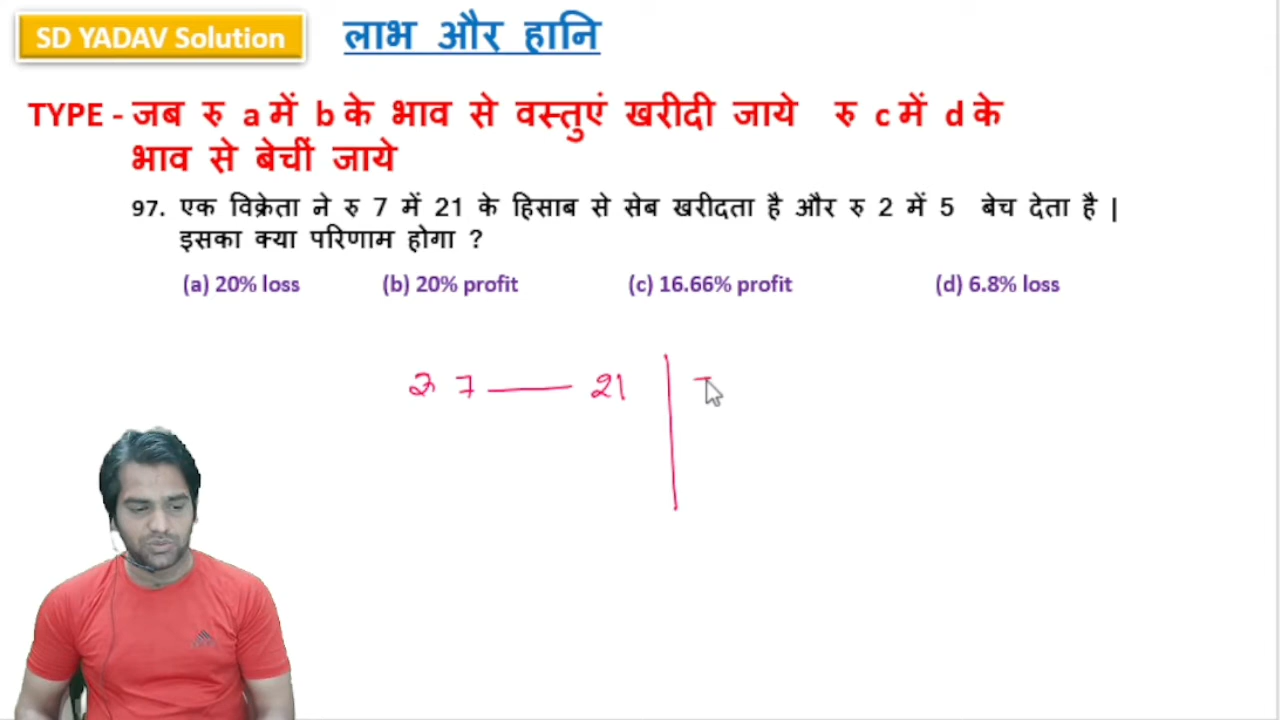 SD YADAV Solution
लाभ और हानि
TYPE - जब रु a में b के भाव से वस्तुएं खरीदी जाये रु c में d के
भाव से बेचीं जाये
97. एक विक्रेता ने रु 7 में 21 के हिसाब से सेब खरीदता है और रु 2 में 5 बेच देता है |
इसका क्या परिणाम होगा ?
(a) 20% loss (b) 20% profit (c) 16.66% profit (d) 6.8% loss
रु 7 — 21